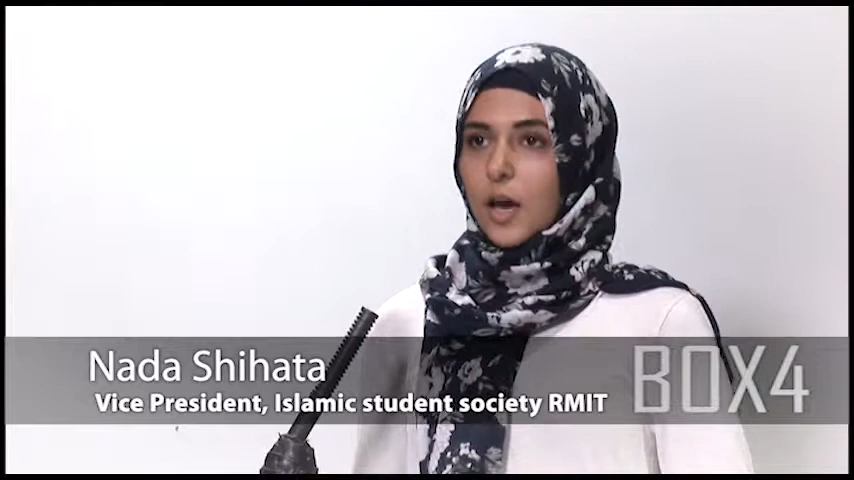 Nada Shihata
Vice President, Islamic student society RMIT
BOX4